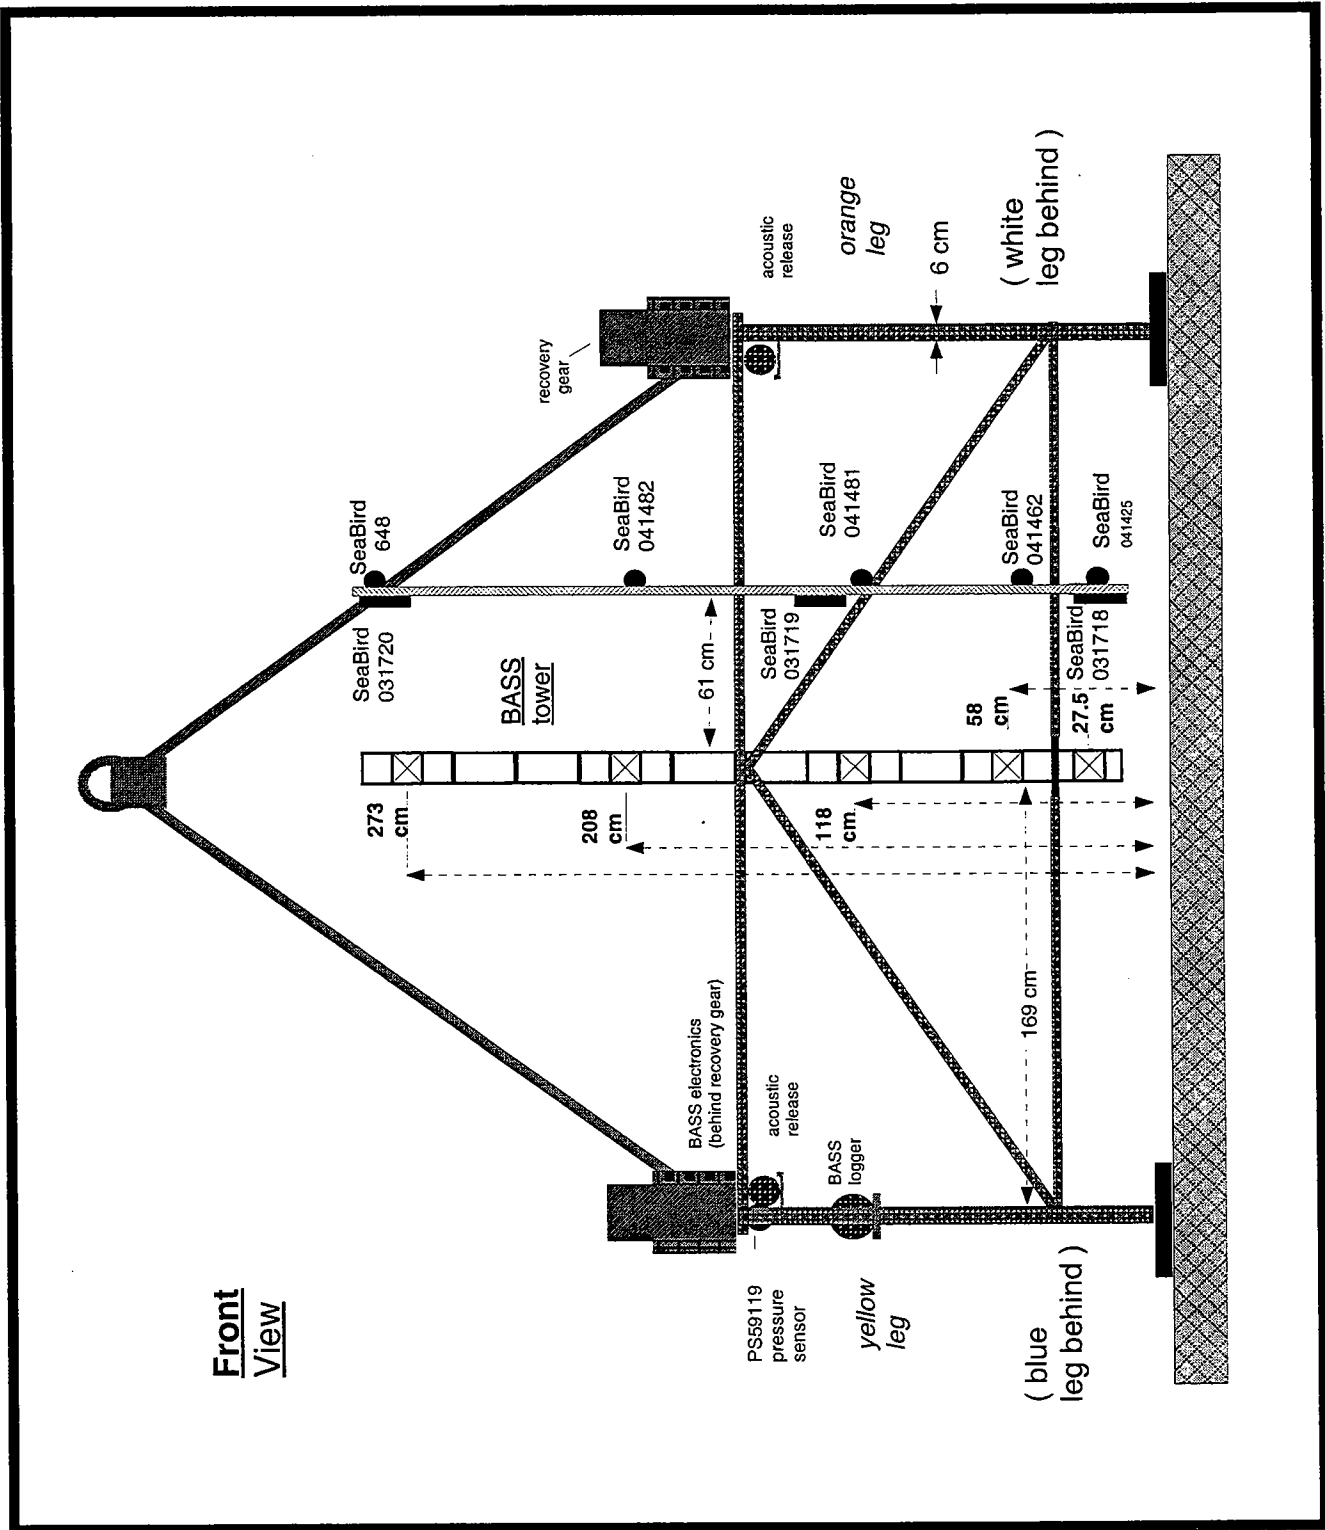 Front
View
SeaBird
648
SeaBird
031720
recovery
gear
SeaBird
041482
BASS
tower
273
cm
208
cm
61 cm
acoustic
release
orange
leg
6 cm
( white
leg behind )
SeaBird
041481
SeaBird
031719
SeaBird
041462
SeaBird
041425
SeaBird
031718
118
cm
58
cm
27.5
cm
169 cm
BASS electronics
(behind recovery gear)
acoustic
release
BASS
logger
PS59119
pressure
sensor
yellow
leg
( blue
leg behind )